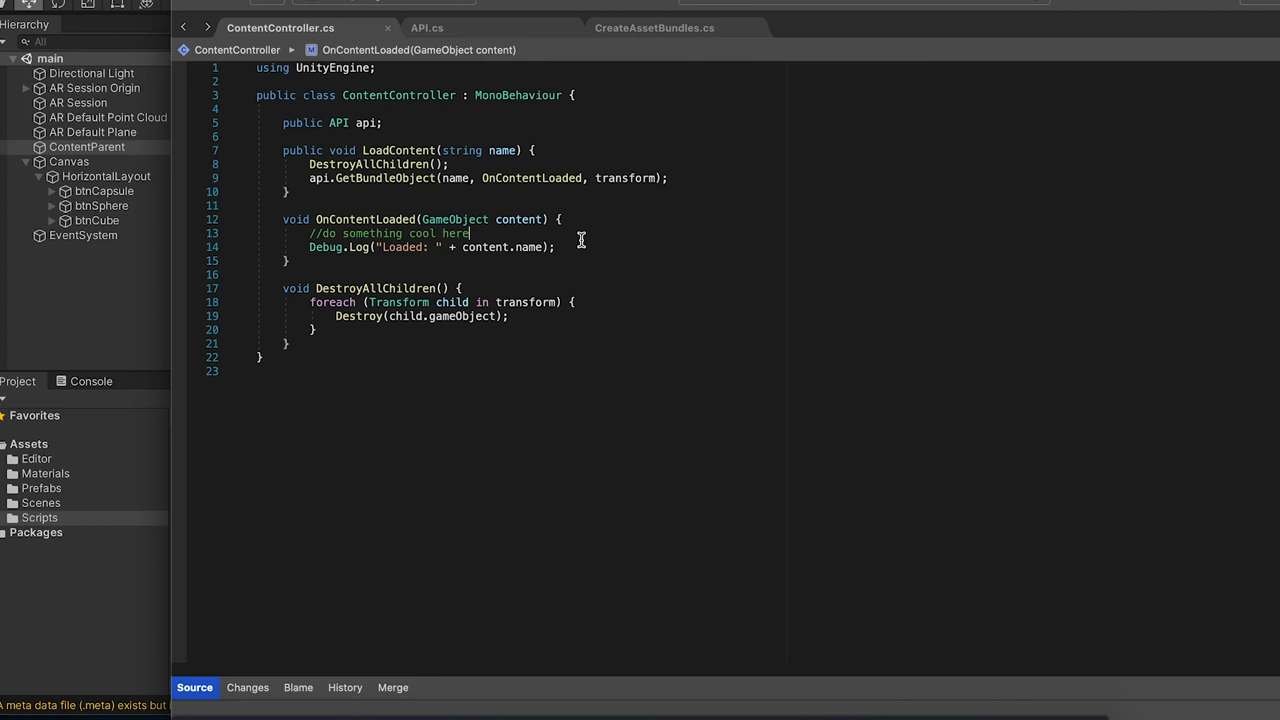 Hierarchy
All
main
Directional Light
AR Session Origin
AR Session
AR Default Point Cloud
AR Default Plane
ContentParent
Canvas
HorizontalLayout
btnCapsule
btnSphere
btnCube
EventSystem
Project
Console
Favorites
Assets
Editor
Materials
Prefabs
Scenes
Scripts
Packages
A meta data file (.meta) exists but
ContentController.cs
API.cs
CreateAssetBundles.cs
ContentController
OnContentLoaded(GameObject content)
1 using UnityEngine;
2
3 public class ContentController : MonoBehaviour {
4
5 public API api;
6
7 public void LoadContent(string name) {
8 DestroyAllChildren();
9 api.GetBundleObject(name, OnContentLoaded, transform);
10 }
11
12 void OnContentLoaded(GameObject content) {
13 //do something cool here
14 Debug.Log("Loaded: " + content.name);
15 }
16
17 void DestroyAllChildren() {
18 foreach (Transform child in transform) {
19 Destroy(child.gameObject);
20 }
21 }
22 }
23
Source
Changes
Blame
History
Merge